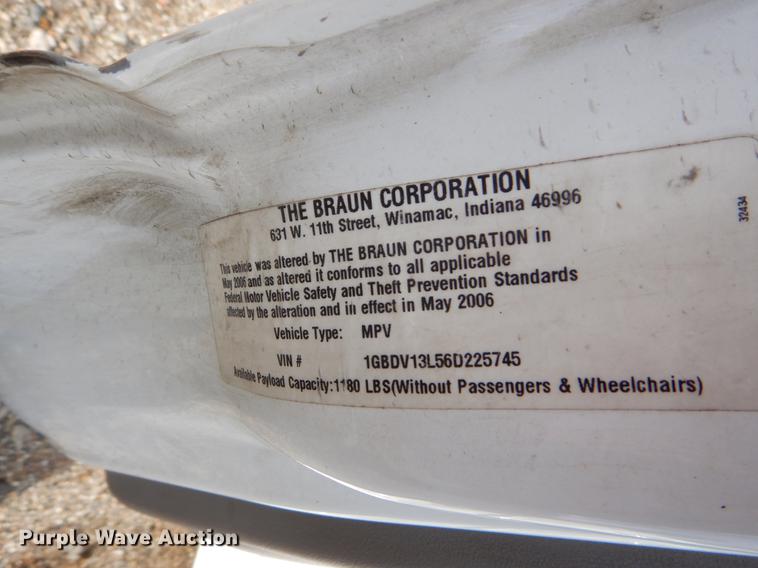 THE BRAUN CORPORATION
631 W. 11th Street, Winamac, Indiana 46996
This vehicle was altered by THE BRAUN CORPORATION in
May 2006 and as altered it conforms to all applicable
Federal Motor Vehicle Safety and Theft Prevention Standards
affected by the alteration and in effect in May 2006
Vehicle Type: MPV
VIN # 1GBDV13L56D225745
Available Payload Capacity:1180 LBS(Without Passengers & Wheelchairs)
32434
Purple Wave Auction